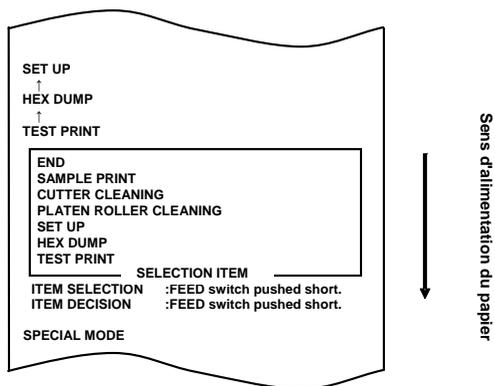 SET UP
↑
HEX DUMP
↑
TEST PRINT
END
SAMPLE PRINT
CUTTER CLEANING
PLATEN ROLLER CLEANING
SET UP
HEX DUMP
TEST PRINT
SELECTION ITEM
ITEM SELECTION :FEED switch pushed short.
ITEM DECISION :FEED switch pushed short.
SPECIAL MODE
Sens d'alimentation du papier